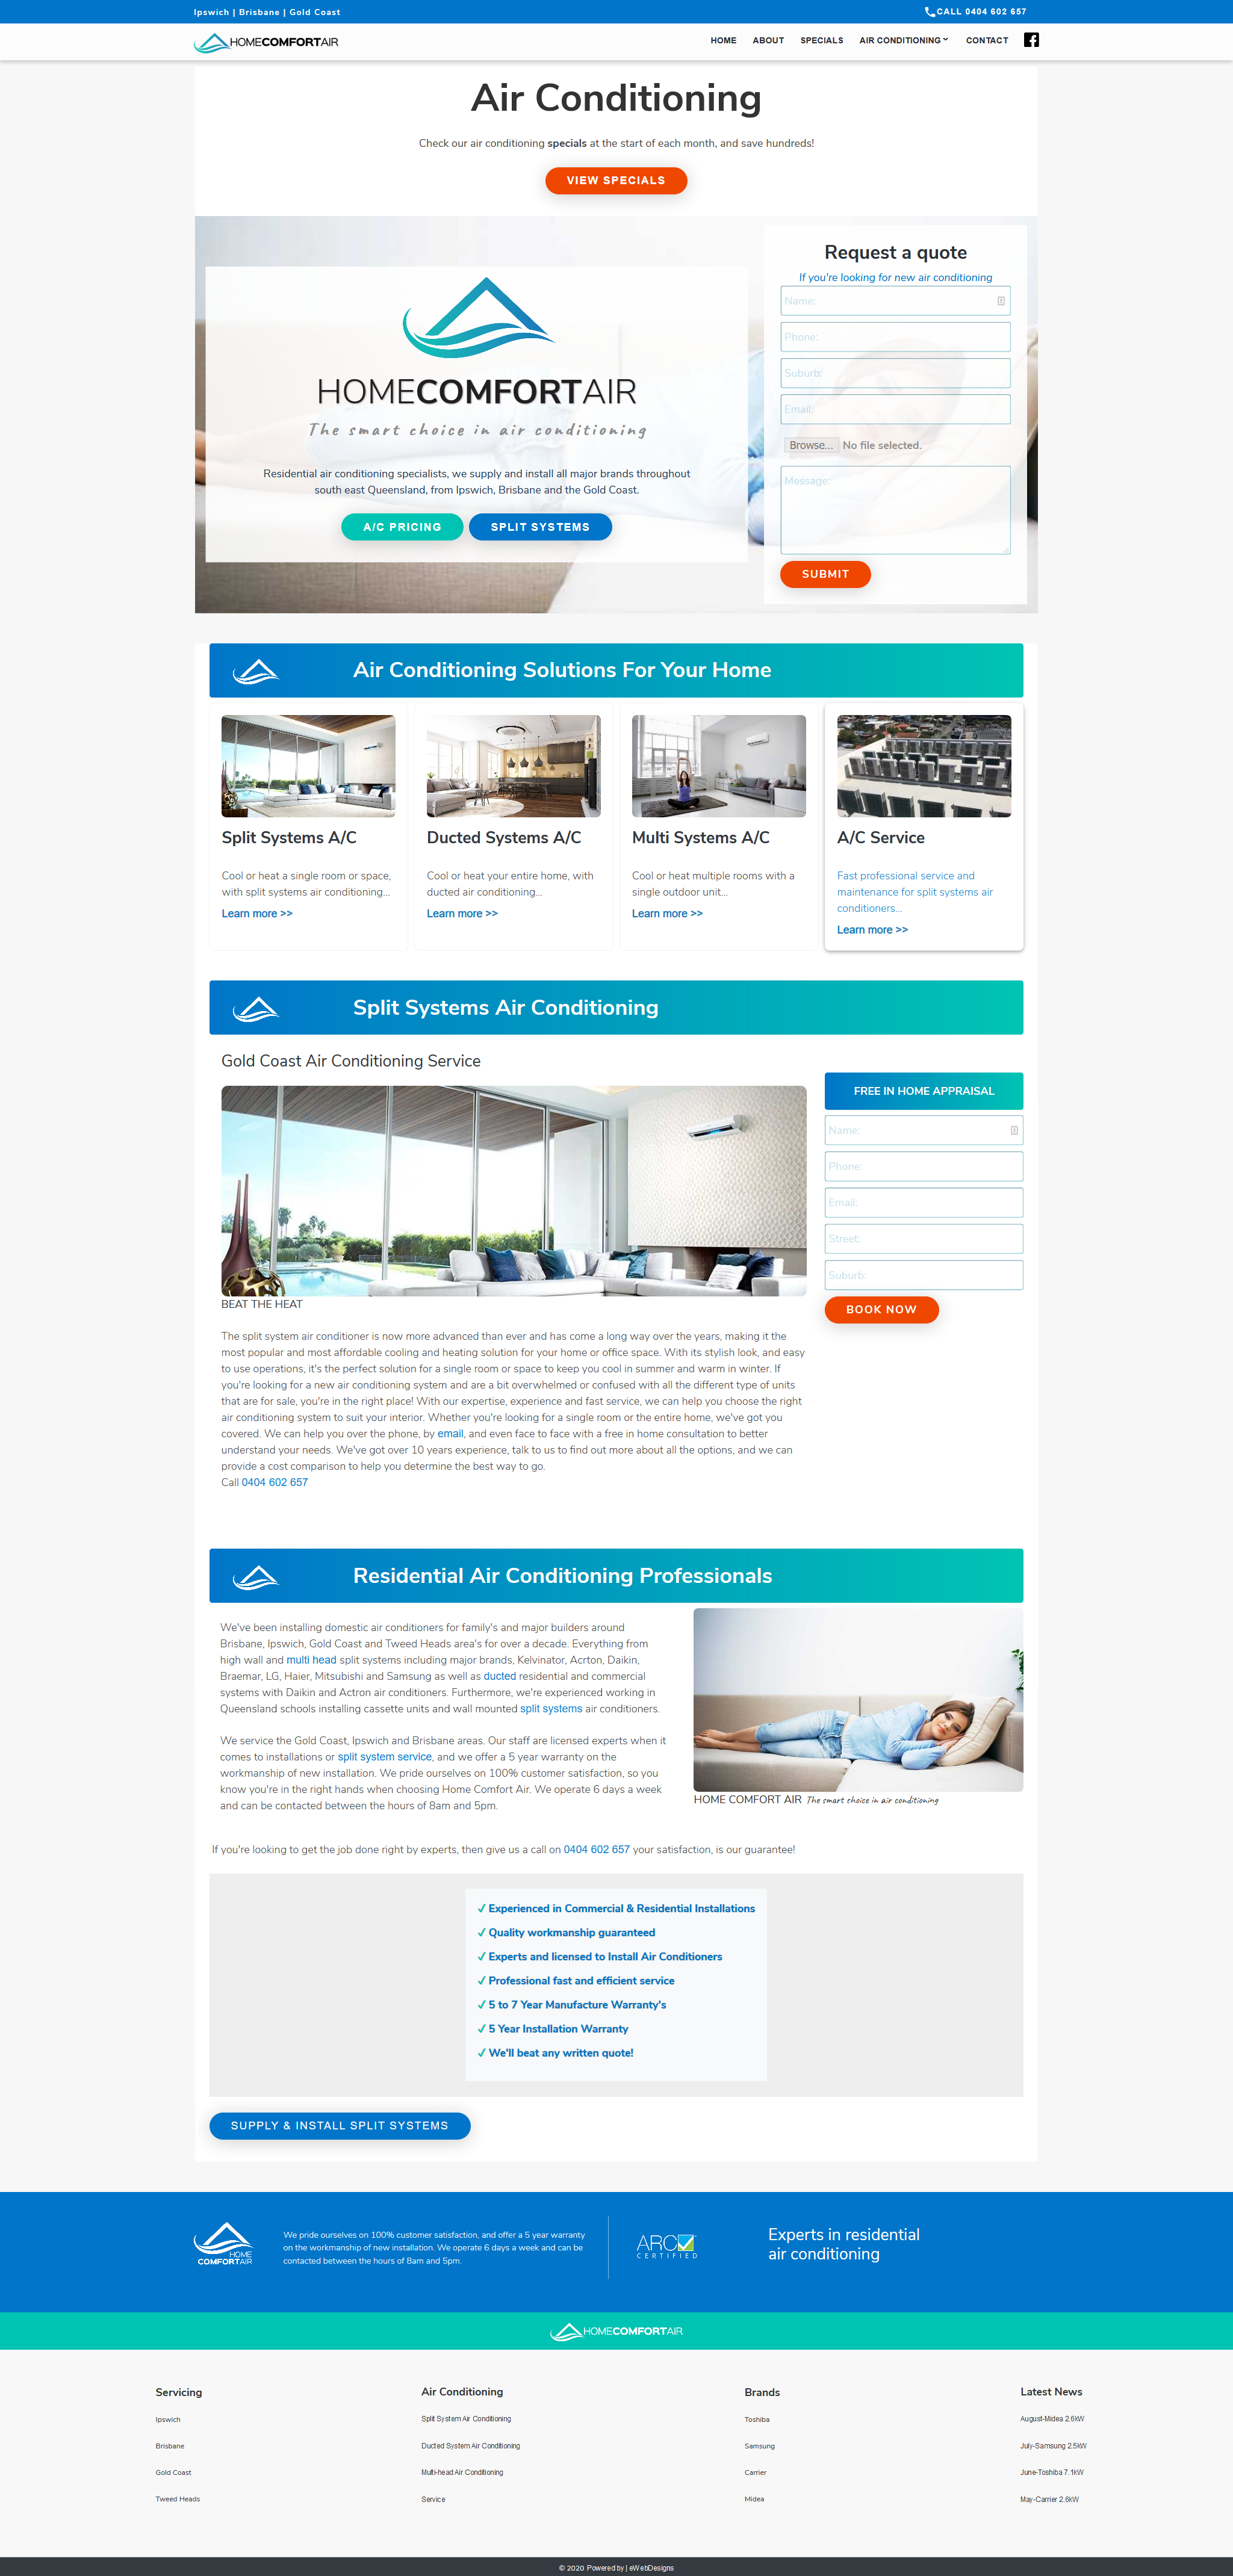 Ipswich | Brisbane | Gold Coast
CALL 0404 602 657
HOMECOMFORTAIR
HOME ABOUT SPECIALS AIR CONDITIONING CONTACT
Air Conditioning
Check our air conditioning specials at the start of each month, and save hundreds!
VIEW SPECIALS
HOMECOMFORTAIR
The smart choice in air conditioning
Residential air conditioning specialists, we supply and install all major brands throughout
south east Queensland, from Ipswich, Brisbane and the Gold Coast.
A/C PRICING SPLIT SYSTEMS
Request a quote
If you're looking for new air conditioning
Name:
Phone:
Suburb:
Email:
Browse... No file selected.
Message:
SUBMIT
Air Conditioning Solutions For Your Home
Split Systems A/C
Cool or heat a single room or space,
with split systems air conditioning...
Learn more >>
Ducted Systems A/C
Cool or heat your entire home, with
ducted air conditioning...
Learn more >>
Multi Systems A/C
Cool or heat multiple rooms with a
single outdoor unit...
Learn more >>
A/C Service
Fast professional service and
maintenance for split systems air
conditioners...
Learn more >>
Split Systems Air Conditioning
Gold Coast Air Conditioning Service
BEAT THE HEAT
The split system air conditioner is now more advanced than ever and has come a long way over the years, making it the
most popular and most affordable cooling and heating solution for your home or office space. With its stylish look, and easy
to use operations, it's the perfect solution for a single room or space to keep you cool in summer and warm in winter. If
you're looking for a new air conditioning system and are a bit overwhelmed or confused with all the different type of units
that are for sale, you're in the right place! With our expertise, experience and fast service, we can help you choose the right
air conditioning system to suit your interior. Whether you're looking for a single room or the entire home, we've got you
covered. We can help you over the phone, by email, and even face to face with a free in home consultation to better
understand your needs. We've got over 10 years experience, talk to us to find out more about all the options, and we can
provide a cost comparison to help you determine the best way to go.
Call 0404 602 657
FREE IN HOME APPRAISAL
Name:
Phone:
Email:
Street:
Suburb:
BOOK NOW
Residential Air Conditioning Professionals
We've been installing domestic air conditioners for family's and major builders around
Brisbane, Ipswich, Gold Coast and Tweed Heads area's for over a decade. Everything from
high wall and multi head split systems including major brands, Kelvinator, Acrton, Daikin,
Braemar, LG, Haier, Mitsubishi and Samsung as well as ducted residential and commercial
systems with Daikin and Actron air conditioners. Furthermore, we're experienced working in
Queensland schools installing cassette units and wall mounted split systems air conditioners.
We service the Gold Coast, Ipswich and Brisbane areas. Our staff are licensed experts when it
comes to installations or split system service, and we offer a 5 year warranty on the
workmanship of new installation. We pride ourselves on 100% customer satisfaction, so you
know you're in the right hands when choosing Home Comfort Air. We operate 6 days a week
and can be contacted between the hours of 8am and 5pm.
HOME COMFORT AIR The smart choice in air conditioning
If you're looking to get the job done right by experts, then give us a call on 0404 602 657 your satisfaction, is our guarantee!
✓ Experienced in Commercial & Residential Installations
✓ Quality workmanship guaranteed
✓ Experts and licensed to Install Air Conditioners
✓ Professional fast and efficient service
✓ 5 to 7 Year Manufacture Warranty's
✓ 5 Year Installation Warranty
✓ We'll beat any written quote!
SUPPLY & INSTALL SPLIT SYSTEMS
HOME
COMFORTAIR
We pride ourselves on 100% customer satisfaction, and offer a 5 year warranty
on the workmanship of new installation. We operate 6 days a week and can be
contacted between the hours of 8am and 5pm.
ARC
CERTIFIED
Experts in residential
air conditioning
HOMECOMFORTAIR
Servicing
Ipswich
Brisbane
Gold Coast
Tweed Heads
Air Conditioning
Split System Air Conditioning
Ducted System Air Conditioning
Multi-head Air Conditioning
Service
Brands
Toshiba
Samsung
Carrier
Midea
Latest News
August-Midea 2.6kW
July-Samsung 2.5kW
June-Toshiba 7.1kW
May-Carrier 2.6kW
© 2020 Powered by | eWebDesigns